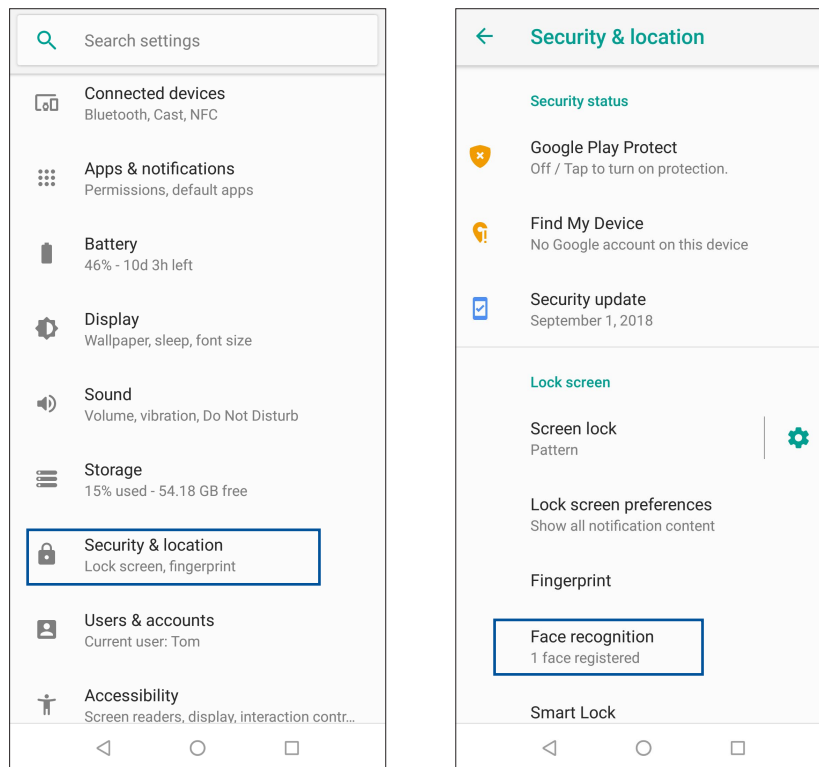 Search settings
Connected devices
Bluetooth, Cast, NFC
Apps & notifications
Permissions, default apps
Battery
46% - 10d 3h left
Display
Wallpaper, sleep, font size
Sound
Volume, vibration, Do Not Disturb
Storage
15% used - 54.18 GB free
Security & location
Lock screen, fingerprint
Users & accounts
Current user: Tom
Accessibility
Screen readers, display, interaction contr...
Security & location
Security status
Google Play Protect
Off / Tap to turn on protection.
Find My Device
No Google account on this device
Security update
September 1, 2018
Lock screen
Screen lock
Pattern
Lock screen preferences
Show all notification content
Fingerprint
Face recognition
1 face registered
Smart Lock